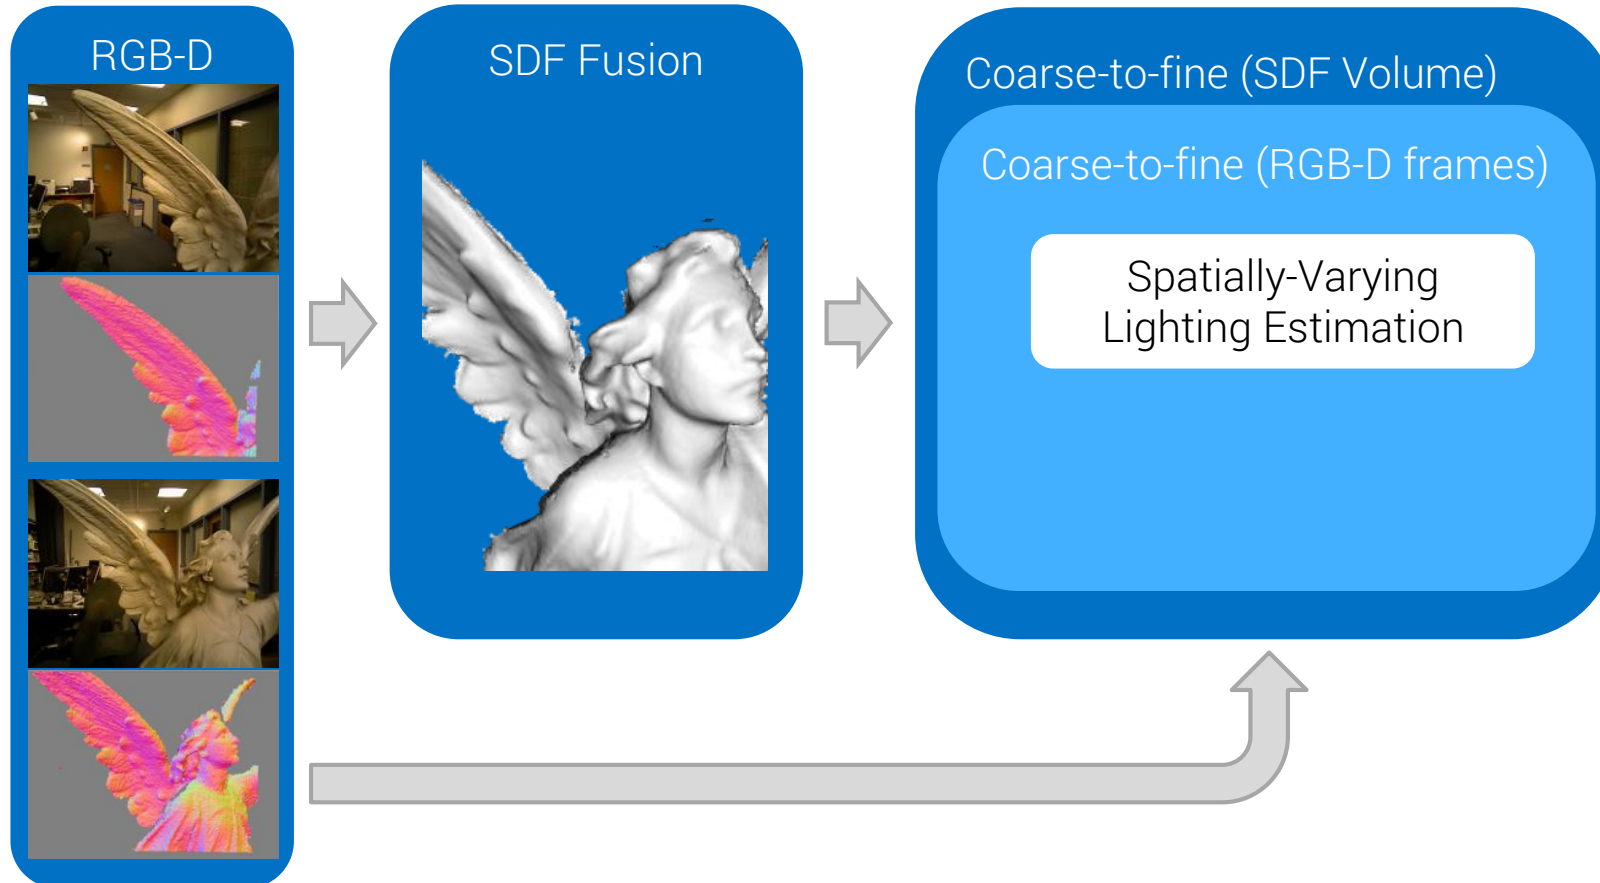 RGB-D
SDF Fusion
Coarse-to-fine (SDF Volume)
Coarse-to-fine (RGB-D frames)
Spatially-Varying
Lighting Estimation